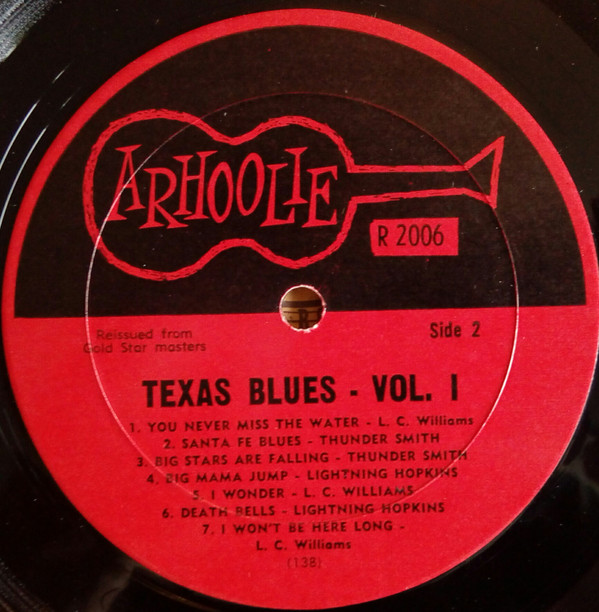 ARHOOLIE
R 2006
Reissued from
Gold Star masters
Side 2
TEXAS BLUES - VOL. I
1. YOU NEVER MISS THE WATER - L. C. Williams
2. SANTA FE BLUES - THUNDER SMITH
3. BIG STARS ARE FALLING - THUNDER SMITH
4. BIG MAMA JUMP - LIGHTNING HOPKINS
5. I WONDER - L. C. WILLIAMS
6. DEATH BELLS - LIGHTNING HOPKINS
7. I WON'T BE HERE LONG -
L. C. Williams
(138)